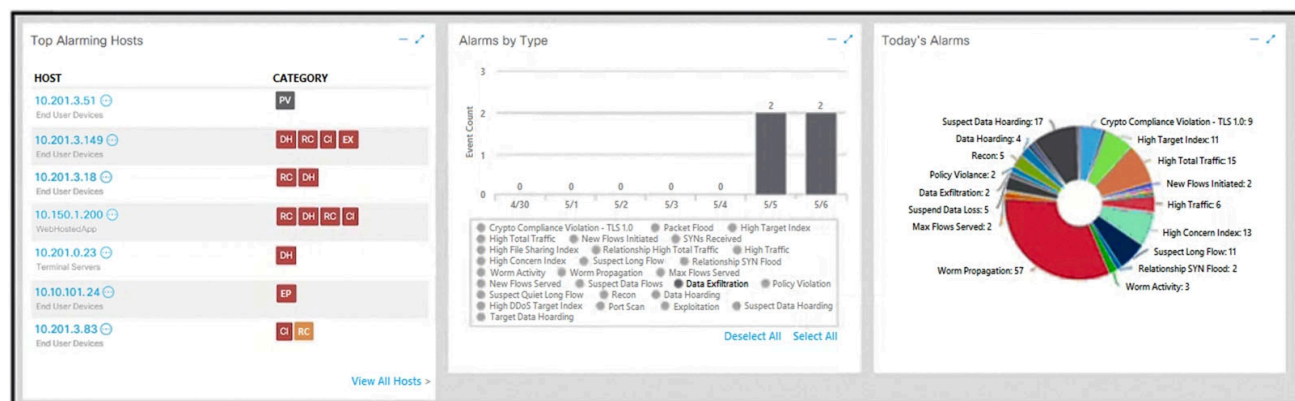 Top Alarming Hosts
HOST CATEGORY
10.201.3.51 PV
End User Devices
10.201.3.149 DH RC CI EX
End User Devices
10.201.3.18 RC DH
End User Devices
10.150.1.200 RC DH RC CI
WebHostedApp
10.201.0.23 DH
Terminal Servers
10.10.101.24 EP
End User Devices
10.201.3.83 CI RC
End User Devices
View All Hosts >
Alarms by Type
Event Count
3
2
1
0
0 0 0 0 0 2 2
4/30 5/1 5/2 5/3 5/4 5/5 5/6
Crypto Compliance Violation - TLS 1.0 Packet Flood High Target Index
High Total Traffic New Flows Initiated SYNs Received
High File Sharing Index Relationship High Total Traffic High Traffic
High Concern Index Suspect Long Flow Relationship SYN Flood
Worm Activity Worm Propagation Max Flows Served
New Flows Served Suspect Data Flows Data Exfiltration Policy Violation
Suspect Quiet Long Flow Recon Data Hoarding
High DDoS Target Index Port Scan Exploitation Suspect Data Hoarding
Target Data Hoarding
Deselect All Select All
Today's Alarms
Suspect Data Hoarding: 17
Data Hoarding: 4
Recon: 5
Policy Violance: 2
Data Exfiltration: 2
Suspend Data Loss: 5
Max Flows Served: 2
Worm Propagation: 57
Crypto Compliance Violation - TLS 1.0: 9
High Target Index: 11
High Total Traffic: 15
New Flows Initiated: 2
High Traffic: 6
High Concern Index: 13
Suspect Long Flow: 11
Relationship SYN Flood: 2
Worm Activity: 3